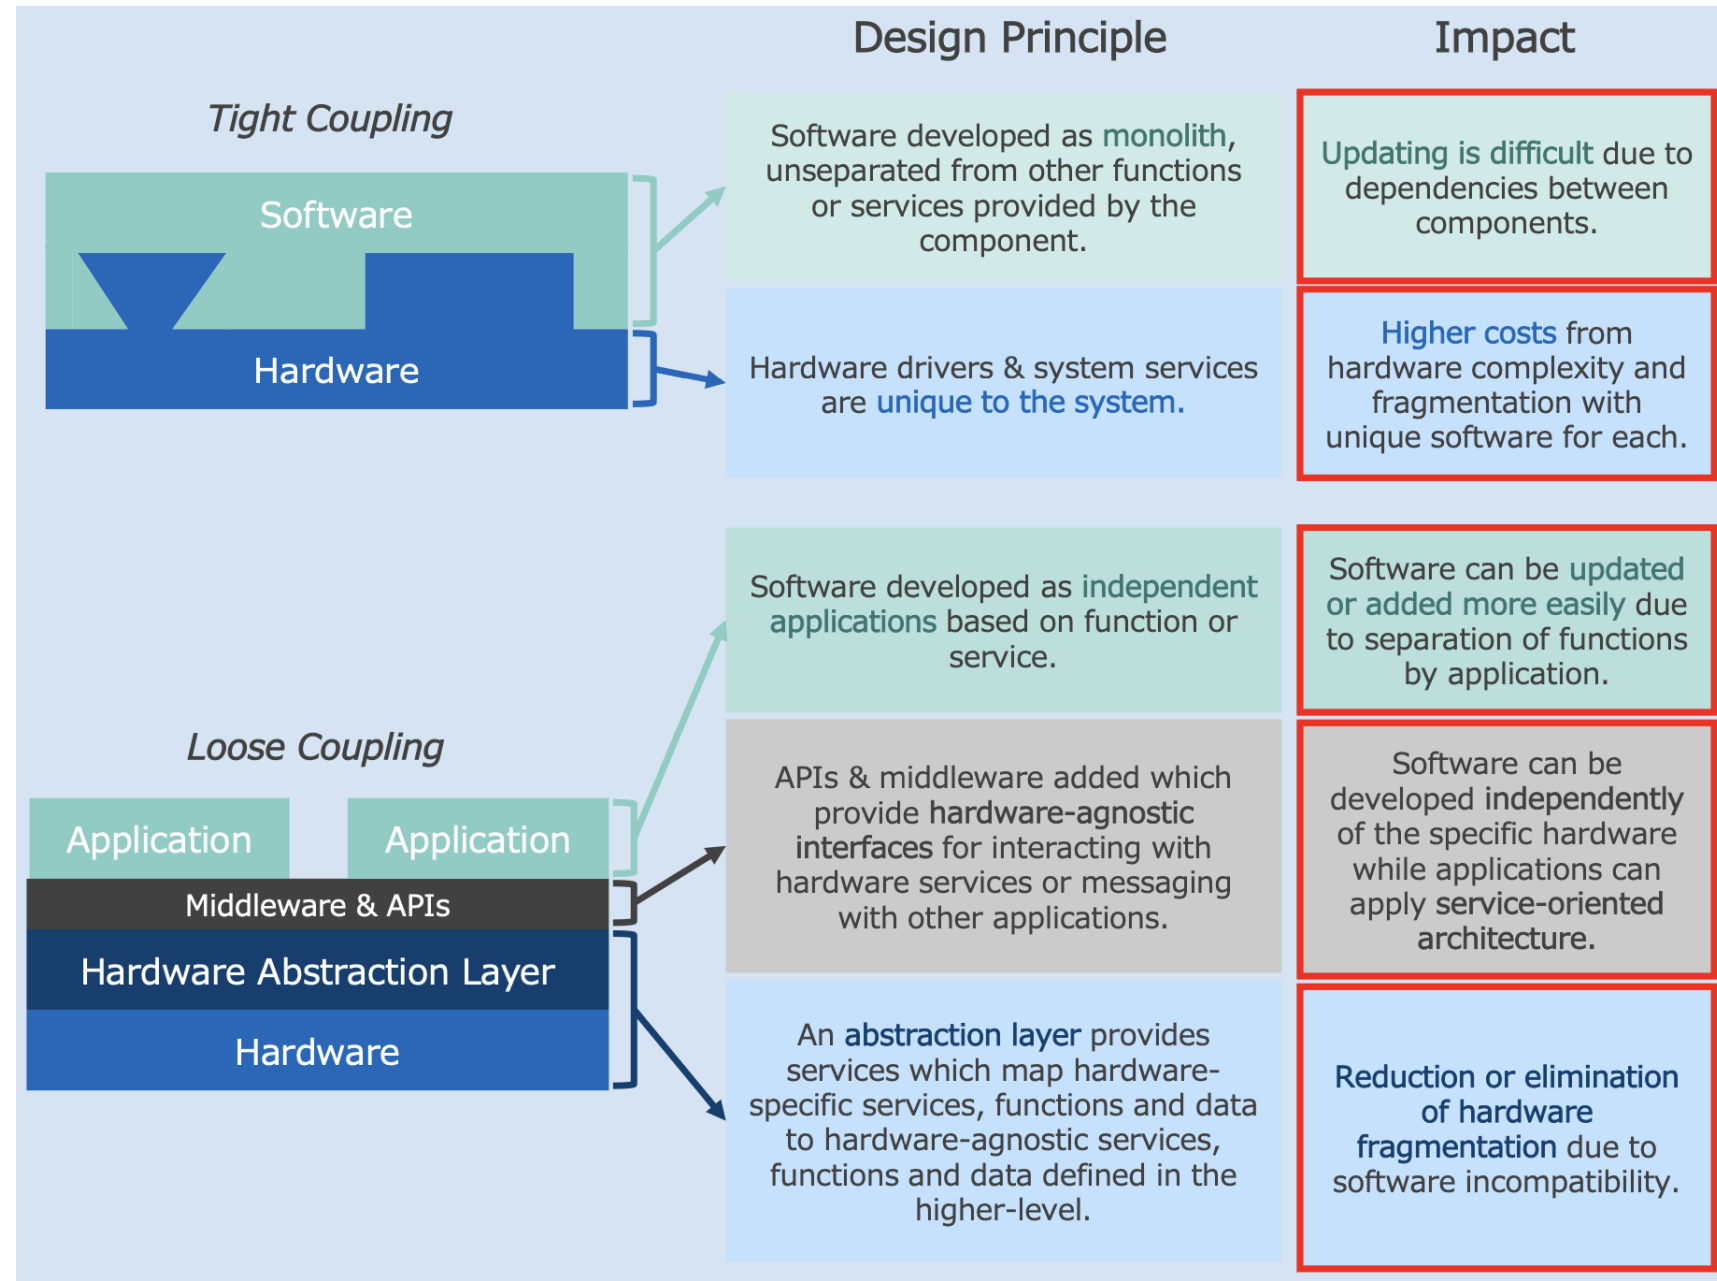 Design Principle
Impact
Tight Coupling
Software
Hardware
Software developed as monolith,
unseparated from other functions
or services provided by the
component.
Updating is difficult due to
dependencies between
components.
Hardware drivers & system services
are unique to the system.
Higher costs from
hardware complexity and
fragmentation with
unique software for each.
Loose Coupling
Application
Application
Middleware & APIs
Hardware Abstraction Layer
Hardware
Software developed as independent
applications based on function or
service.
Software can be updated
or added more easily due
to separation of functions
by application.
APIs & middleware added which
provide hardware-agnostic
interfaces for interacting with
hardware services or messaging
with other applications.
Software can be
developed independently
of the specific hardware
while applications can
apply service-oriented
architecture.
An abstraction layer provides
services which map hardware-
specific services, functions and data
to hardware-agnostic services,
functions and data defined in the
higher-level.
Reduction or elimination
of hardware
fragmentation due to
software incompatibility.